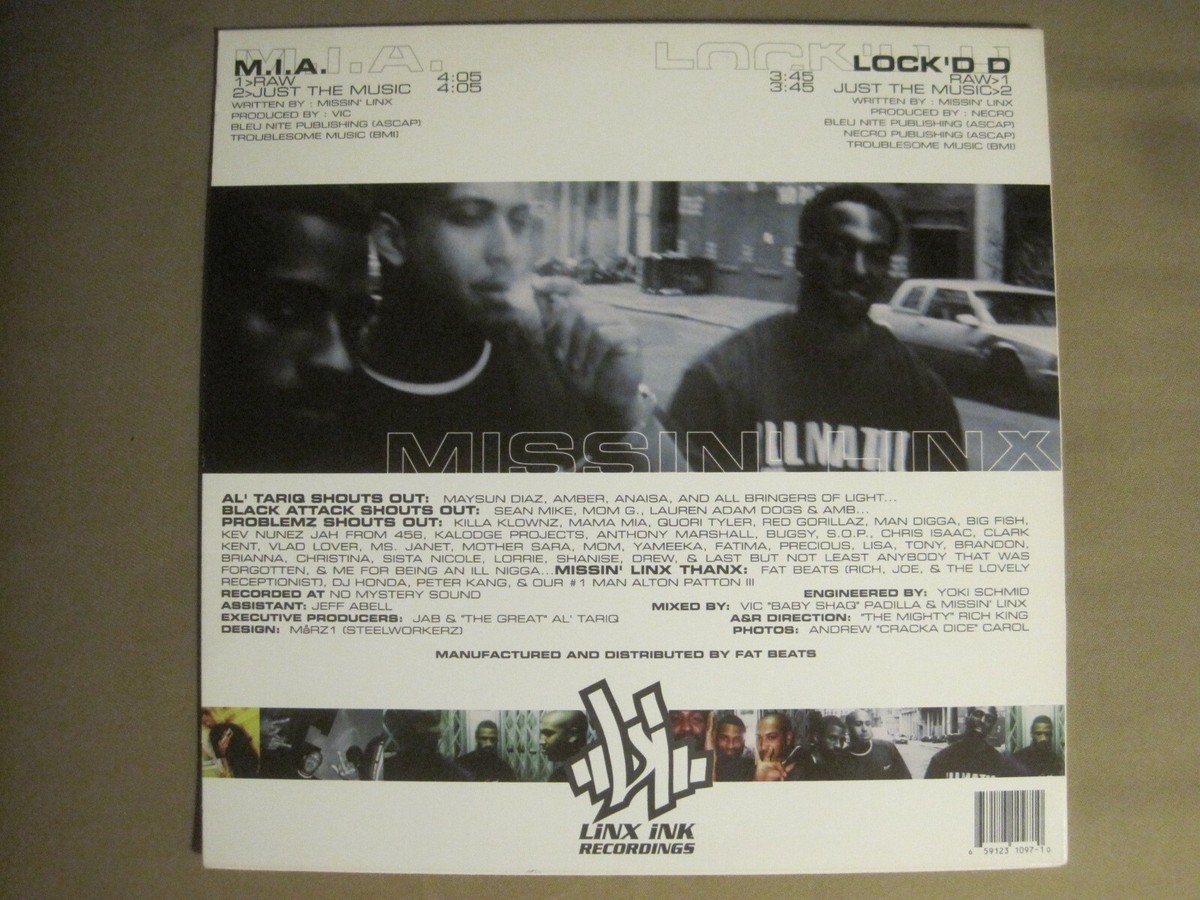 M.I.A.
M.I.A.
1>RAW 4:05
2>JUST THE MUSIC 4:05
WRITTEN BY : MISSIN' LINX
PRODUCED BY : VIC
BLEU NITE PUBLISHING (ASCAP)
TROUBLESOME MUSIC (BMI)
LOCK'D D
LOCK'D D
3:45 RAW>1
3:45 JUST THE MUSIC>2
WRITTEN BY : MISSIN' LINX
PRODUCED BY : NECRO
BLEU NITE PUBLISHING (ASCAP)
NECRO PUBLISHING (ASCAP)
TROUBLESOME MUSIC (BMI)
MISSIN' LINX
AL' TARIQ SHOUTS OUT: MAYSUN DIAZ, AMBER, ANAISA, AND ALL BRINGERS OF LIGHT...
BLACK ATTACK SHOUTS OUT: SEAN MIKE, MOM G., LAUREN ADAM DOGS & AMB...
PROBLEMZ SHOUTS OUT: KILLA KLOWNZ, MAMA MIA, QUORI TYLER, RED GORILLAZ, MAN DIGGA, BIG FISH,
KEV NUNEZ JAH FROM 456, KALODGE PROJECTS, ANTHONY MARSHALL, BUGSY, S.O.P., CHRIS ISAAC, CLARK
KENT, VLAD LOVER, MS. JANET, MOTHER SARA, MOM, YAMEEKA, FATIMA, PRECIOUS, LISA, TONY, BRANDON,
BRIANNA, CHRISTINA, SISTA NICOLE, LORRIE, SHANISE, DREW, & LAST BUT NOT LEAST ANYBODY THAT WAS
FORGOTTEN, & ME FOR BEING AN ILL NIGGA...MISSIN' LINX THANX: FAT BEATS (RICH, JOE, & THE LOVELY
RECEPTIONIST), DJ HONDA, PETER KANG, & OUR #1 MAN ALTON PATTON III
RECORDED AT NO MYSTERY SOUND ENGINEERED BY: YOKI SCHMID
ASSISTANT: JEFF ABELL MIXED BY: VIC "BABY SHAQ" PADILLA & MISSIN' LINX
EXECUTIVE PRODUCERS: JAB & "THE GREAT" AL' TARIQ A&R DIRECTION: "THE MIGHTY" RICH KING
DESIGN: MåRZ1 (STEELWORKERZ) PHOTOS: ANDREW "CRACKA DICE" CAROL
MANUFACTURED AND DISTRIBUTED BY FAT BEATS
LiNX iNK
RECORDINGS
6 59123 1097-1 0